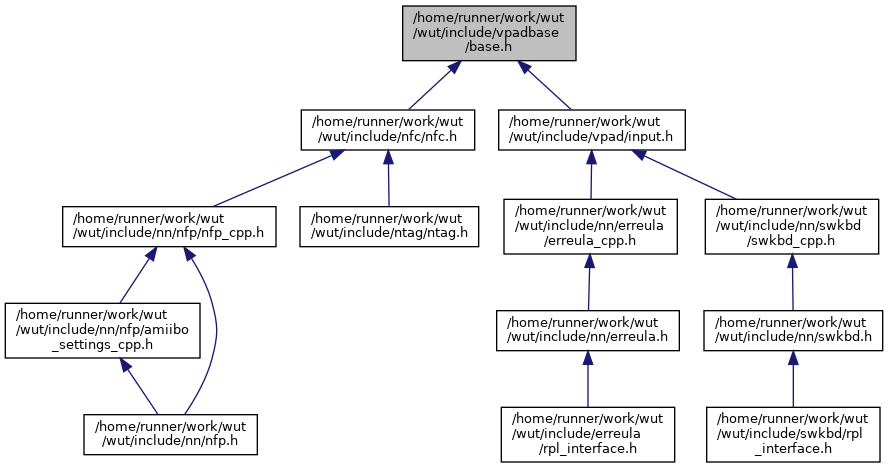 /home/runner/work/wut
/wut/include/vpadbase
/base.h
/home/runner/work/wut
/wut/include/nfc/nfc.h
/home/runner/work/wut
/wut/include/vpad/input.h
/home/runner/work/wut
/wut/include/nn/nfp/nfp_cpp.h
/home/runner/work/wut
/wut/include/ntag/ntag.h
/home/runner/work/wut
/wut/include/nn/erreula
/erreula_cpp.h
/home/runner/work/wut
/wut/include/nn/swkbd
/swkbd_cpp.h
/home/runner/work/wut
/wut/include/nn/nfp/amiibo
_settings_cpp.h
/home/runner/work/wut
/wut/include/nn/erreula.h
/home/runner/work/wut
/wut/include/nn/swkbd.h
/home/runner/work/wut
/wut/include/nn/nfp.h
/home/runner/work/wut
/wut/include/erreula
/rpl_interface.h
/home/runner/work/wut
/wut/include/swkbd/rpl
_interface.h